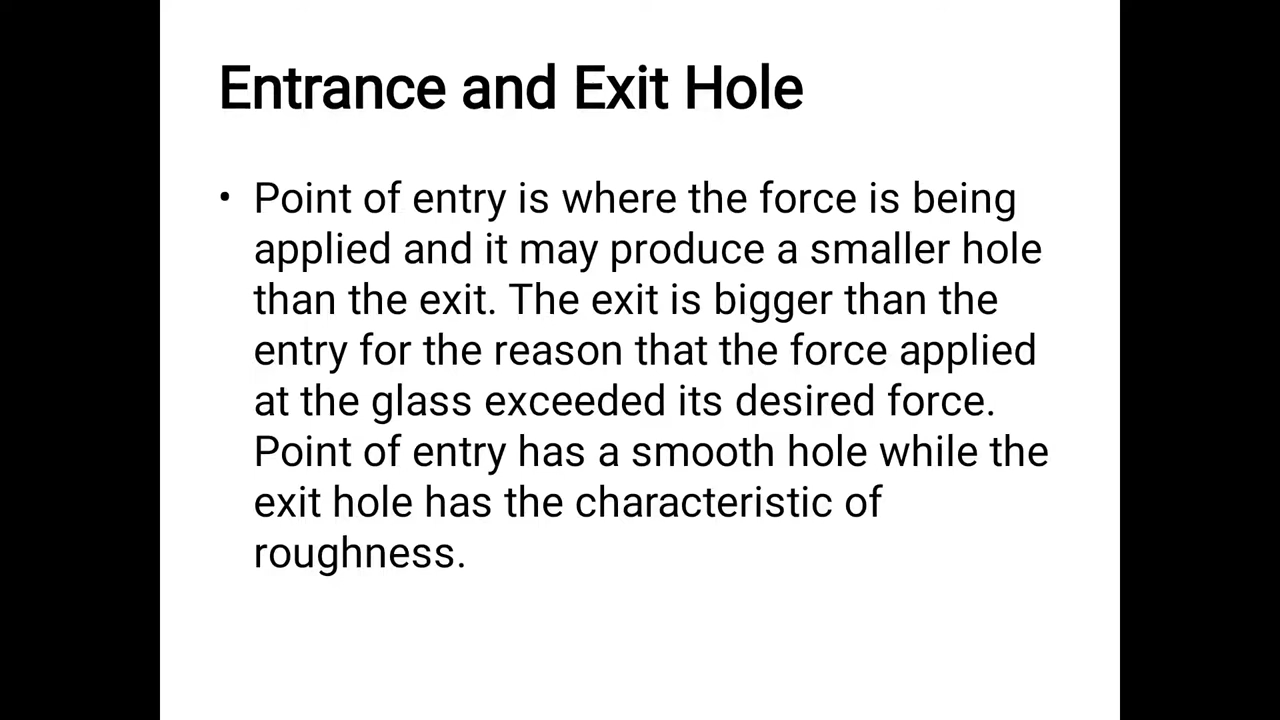 Entrance and Exit Hole
• Point of entry is where the force is being
applied and it may produce a smaller hole
than the exit. The exit is bigger than the
entry for the reason that the force applied
at the glass exceeded its desired force.
Point of entry has a smooth hole while the
exit hole has the characteristic of
roughness.